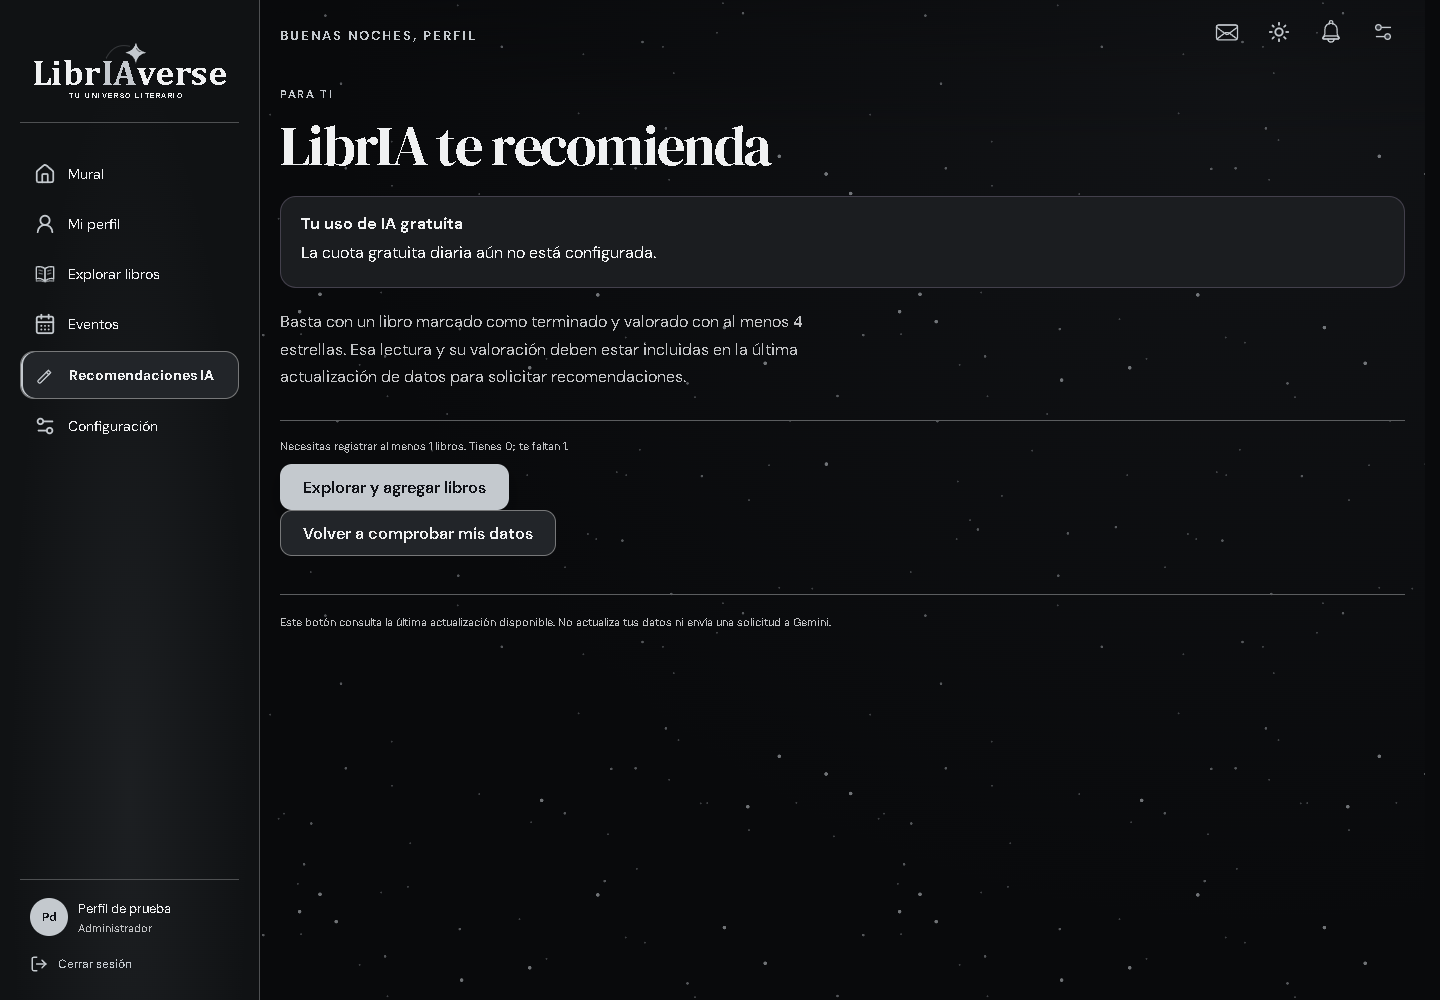 LibrIAverse
TU UNIVERSO LITERARIO
Mural
Mi perfil
Explorar libros
Eventos
Recomendaciones IA
Configuración
Pd
Perfil de prueba
Administrador
Cerrar sesión
BUENAS NOCHES, PERFIL
PARA TI
LibrIA te recomienda
Tu uso de IA gratuita
La cuota gratuita diaria aún no está configurada.
Basta con un libro marcado como terminado y valorado con al menos 4
estrellas. Esa lectura y su valoración deben estar incluidas en la última
actualización de datos para solicitar recomendaciones.
Necesitas registrar al menos 1 libros. Tienes 0; te faltan 1.
Explorar y agregar libros
Volver a comprobar mis datos
Este botón consulta la última actualización disponible. No actualiza tus datos ni envía una solicitud a Gemini.